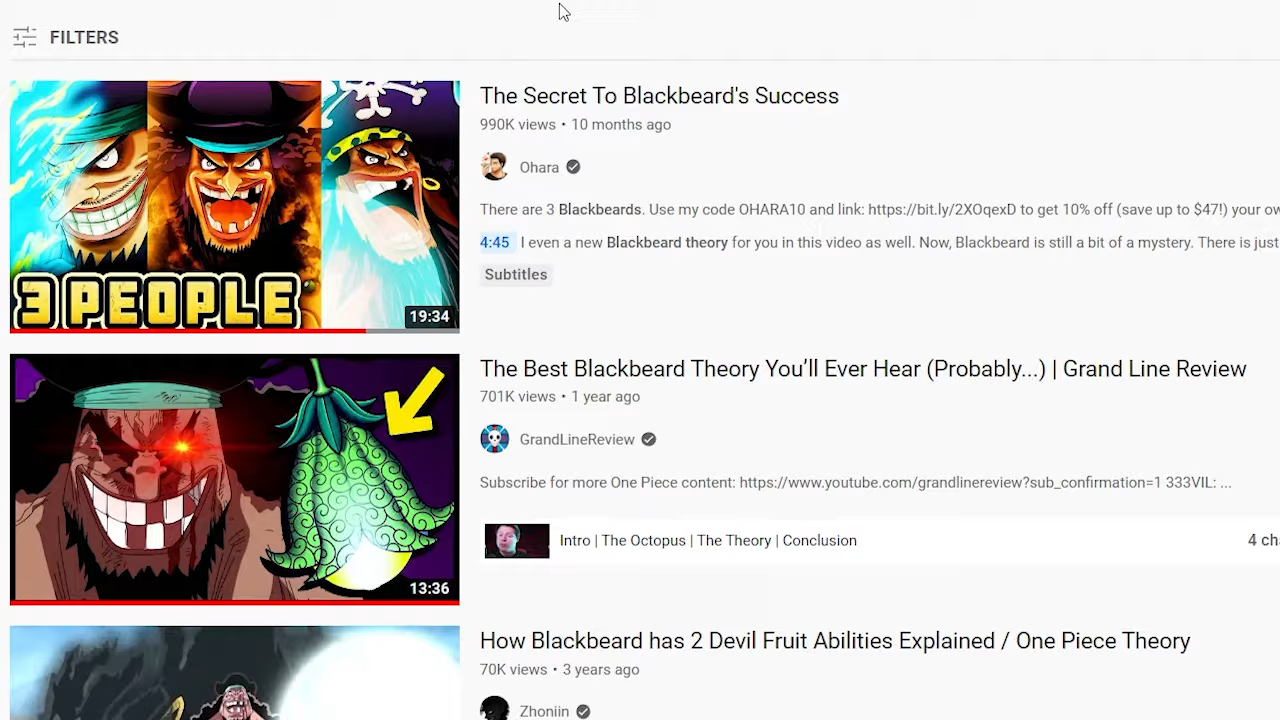 FILTERS
3 PEOPLE
19:34
The Secret To Blackbeard's Success
990K views • 10 months ago
Ohara
There are 3 Blackbeards. Use my code OHARA10 and link: https://bit.ly/2XOqexD to get 10% off (save up to $47!) your ow
4:45 I even a new Blackbeard theory for you in this video as well. Now, Blackbeard is still a bit of a mystery. There is just
Subtitles
13:36
The Best Blackbeard Theory You’ll Ever Hear (Probably...) | Grand Line Review
701K views • 1 year ago
GrandLineReview
Subscribe for more One Piece content: https://www.youtube.com/grandlinereview?sub_confirmation=1 333VIL: ...
Intro | The Octopus | The Theory | Conclusion
4 cha
How Blackbeard has 2 Devil Fruit Abilities Explained / One Piece Theory
70K views • 3 years ago
Zhoniin